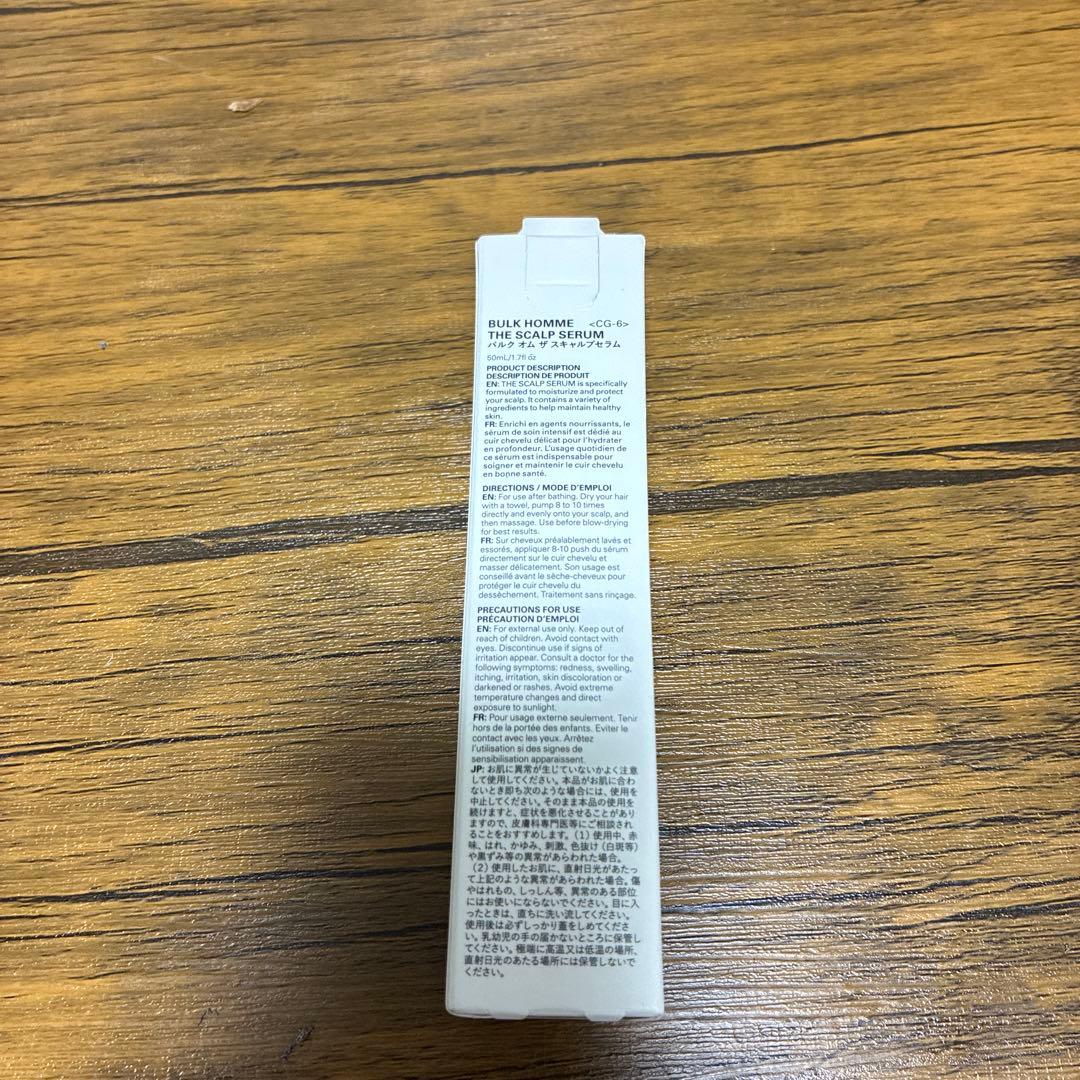 BULK HOMME <CG-6>
THE SCALP SERUM
バルク オム ザ スキャルプセラム
50mL/1.7fl oz
PRODUCT DESCRIPTION
DESCRIPTION DE PRODUIT
EN: THE SCALP SERUM is specifically
formulated to moisturize and protect
your scalp. It contains a variety of
ingredients to help maintain healthy
skin.
FR: Enrichi en agents nourrissants, le
sérum de soin intensif est dédié au
cuir chevelu délicat pour l'hydrater
en profondeur. L'usage quotidien de
ce sérum est indispensable pour
soigner et maintenir le cuir chevelu
en bonne santé.
DIRECTIONS / MODE D'EMPLOI
EN: For use after bathing. Dry your hair
with a towel, pump 8 to 10 times
directly and evenly onto your scalp, and
then massage. Use before blow-drying
for best results.
FR: Sur cheveux préalablement lavés et
essorés, appliquer 8-10 push du sérum
directement sur le cuir chevelu et
masser délicatement. Son usage est
conseillé avant le sèche-cheveux pour
protéger le cuir chevelu du
dessèchement. Traitement sans rinçage.
PRECAUTIONS FOR USE
PRÉCAUTION D'EMPLOI
EN: For external use only. Keep out of
reach of children. Avoid contact with
eyes. Discontinue use if signs of
irritation appear. Consult a doctor for the
following symptoms: redness, swelling,
itching, irritation, skin discoloration or
darkened or rashes. Avoid extreme
temperature changes and direct
exposure to sunlight.
FR: Pour usage externe seulement. Tenir
hors de la portée des enfants. Eviter le
contact avec les yeux. Arrêtez
l'utilisation si des signes de
sensibilisation apparaissent.
JP: お肌に異常が生じていないかよく注意
して使用してください。本品がお肌に合わ
ないとき即ち次のような場合には、使用を
中止してください。そのまま本品の使用を
続けますと、症状を悪化させることがあり
ますので、皮膚科専門医等にご相談され
ることをおすすめします。(1)使用中、赤
味、はれ、かゆみ、刺激、色抜け(白斑等)
や黒ずみ等の異常があらわれた場合。
(2)使用したお肌に、直射日光があたっ
て上記のような異常があらわれた場合。傷
やはれもの、しっしん等、異常のある部位
にはお使いにならないでください。目に入
ったときは、直ちに洗い流してください。
使用後は必ずしっかり蓋をしめてくださ
い。乳幼児の手の届かないところに保管し
てください。極端に高温又は低温の場所、
直射日光のあたる場所には保管しないで
ください。